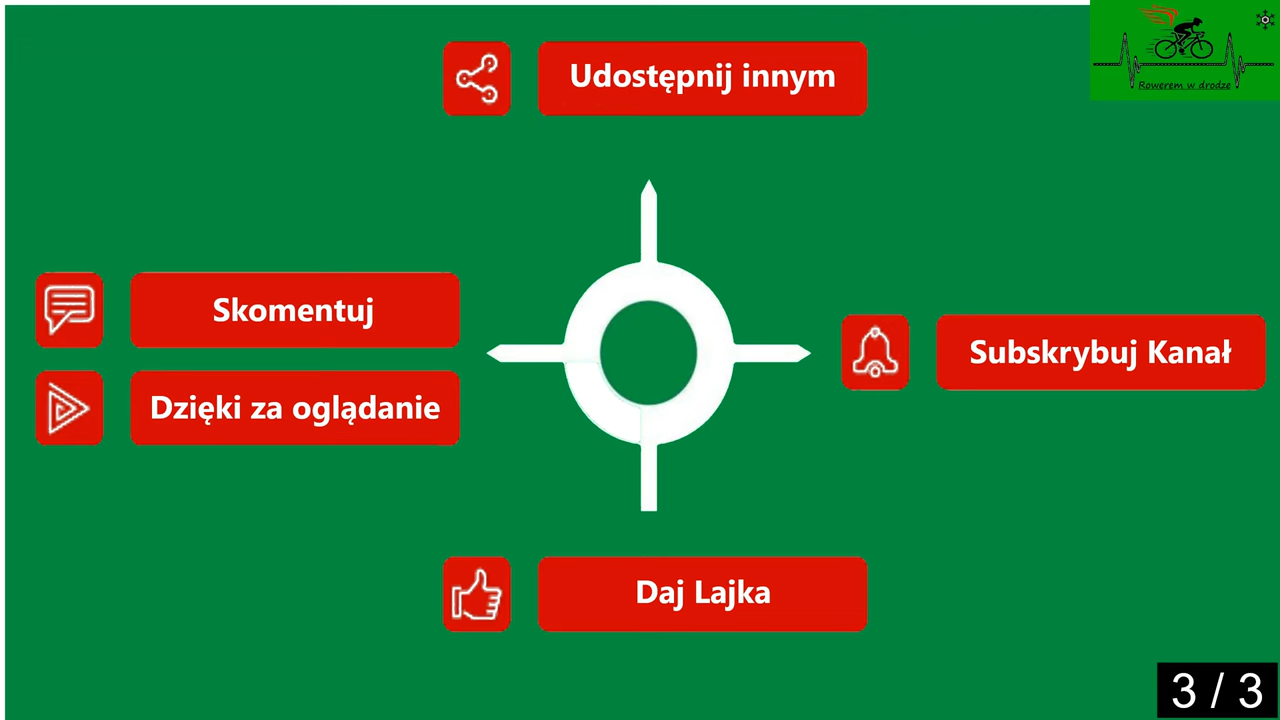 Udostępnij innym
Rowerem w drodze
Skomentuj
Subskrybuj Kanał
Dzięki za oglądanie
Daj Lajka
3 / 3